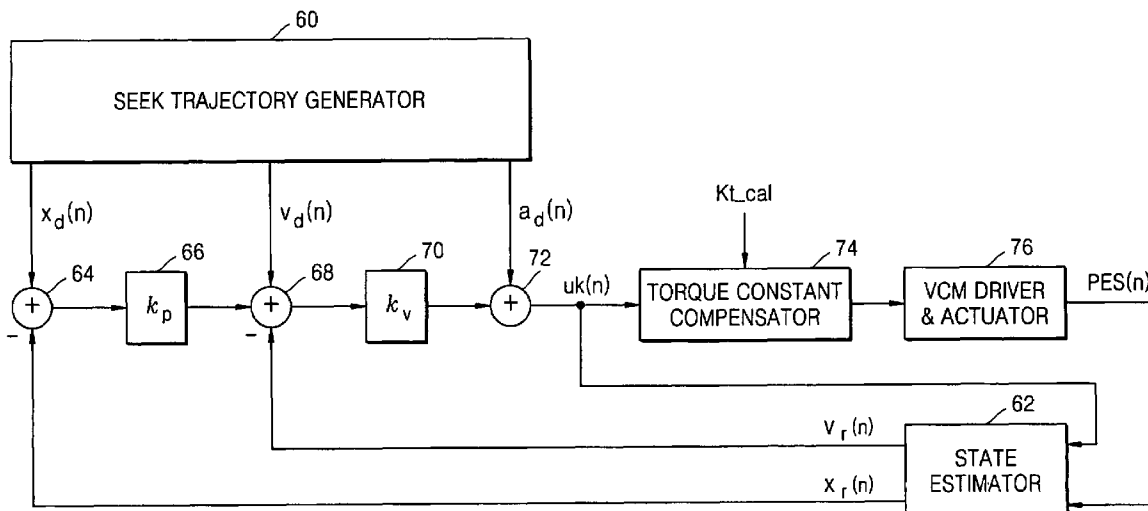 60
SEEK TRAJECTORY GENERATOR
x_d(n)
v_d(n)
a_d(n)
Kt_cal
64
66
68
70
72
74
76
+
k_p
+
k_v
+
uk(n)
TORQUE CONSTANT
COMPENSATOR
VCM DRIVER
& ACTUATOR
PES(n)
−
−
62
v_r(n)
x_r(n)
STATE
ESTIMATOR